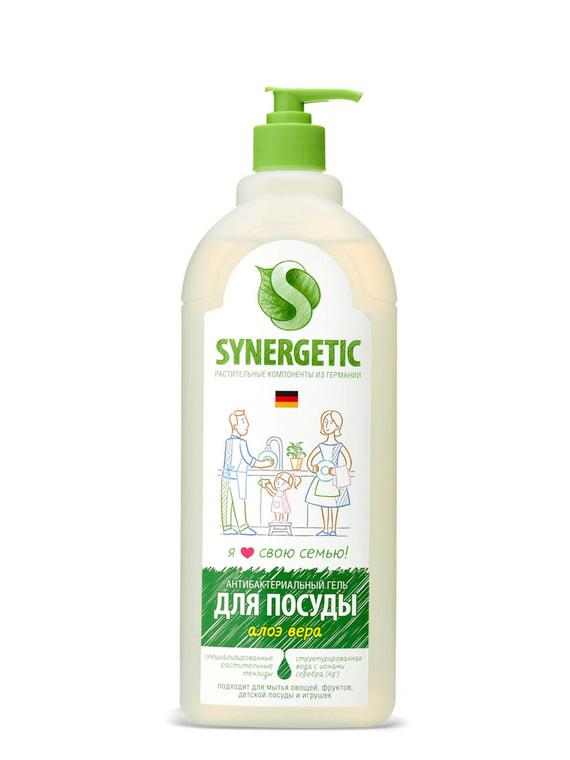 SYNERGETIC
РАСТИТЕЛЬНЫЕ КОМПОНЕНТЫ ИЗ ГЕРМАНИИ
я ❤ свою семью!
АНТИБАКТЕРИАЛЬНЫЙ ГЕЛЬ
ДЛЯ ПОСУДЫ
алоэ вера
специализированные
растительные
тензиды
структурированная
вода с ионами
серебра (Ag⁺)
подходит для мытья овощей, фруктов,
детской посуды и игрушек